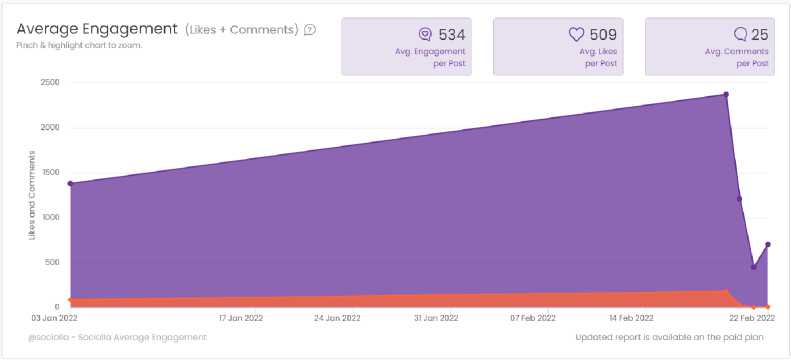 Average Engagement (Likes + Comments) ?
Pinch & highlight chart to zoom.
534
Avg. Engagement
per Post
509
Avg. Likes
per Post
25
Avg. Comments
per Post
2500
2000
1500
1000
500
0
Likes and Comments
03 Jan 2022
17 Jan 2022
24 Jan 2022
31 Jan 2022
07 Feb 2022
14 Feb 2022
22 Feb 2022
@sociolla - Sociolla Average Engagement
Updated report is available on the paid plan